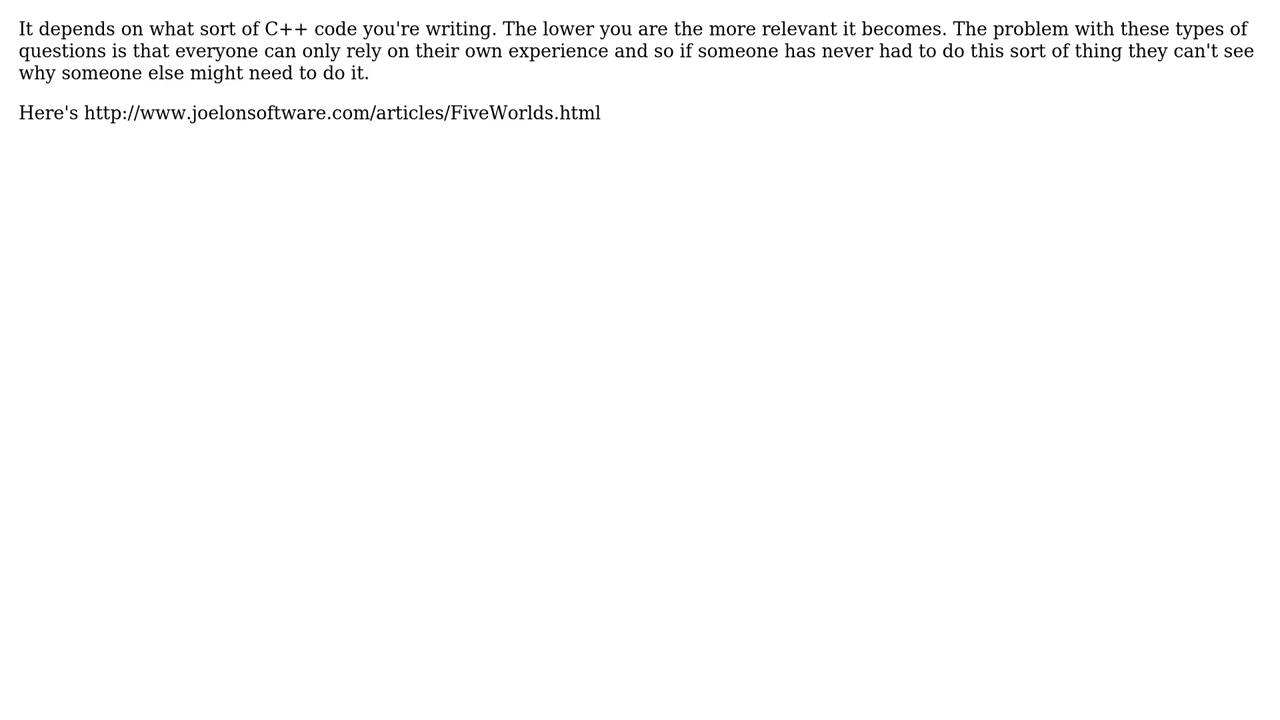 It depends on what sort of C++ code you're writing. The lower you are the more relevant it becomes. The problem with these types of
questions is that everyone can only rely on their own experience and so if someone has never had to do this sort of thing they can't see
why someone else might need to do it.
Here's http://www.joelonsoftware.com/articles/FiveWorlds.html